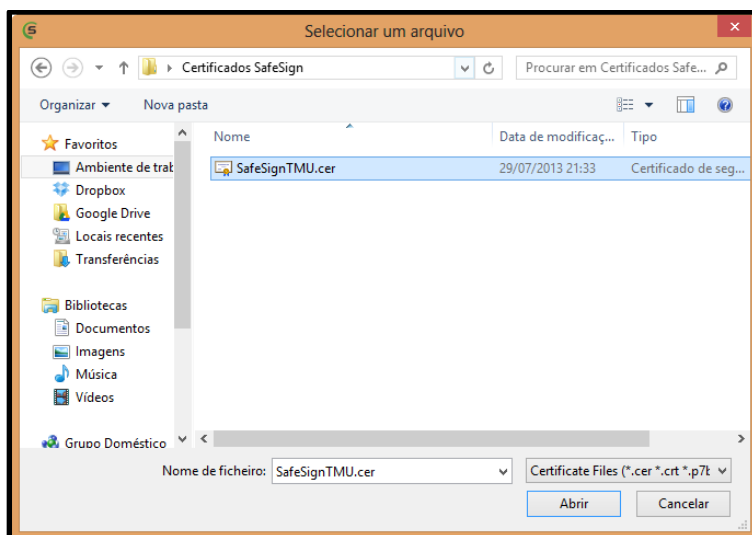 Selecionar um arquivo
Certificados SafeSign
Procurar em Certificados Safe...
Organizar Nova pasta
Nome Data de modificaç... Tipo
Favoritos
Ambiente de trab
Dropbox
Google Drive
Locais recentes
Transferências
Bibliotecas
Documentos
Imagens
Música
Vídeos
Grupo Doméstico
SafeSignTMU.cer 29/07/2013 21:33 Certificado de seg...
Nome de ficheiro: SafeSignTMU.cer Certificate Files (*.cer *.crt *.p7b
Abrir Cancelar